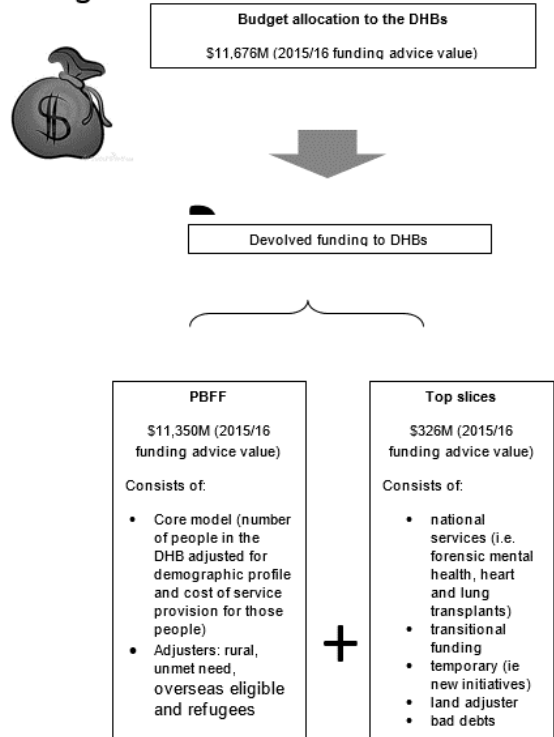 Budget allocation to the DHBs
$11,676M (2015/16 funding advice value)
$
Devolved funding to DHBs
PBFF
$11,350M (2015/16
funding advice value)
Consists of:
• Core model (number
of people in the
DHB adjusted for
demographic profile
and cost of service
provision for those
people)
• Adjusters: rural,
unmet need,
overseas eligible
and refugees
+
Top slices
$326M (2015/16
funding advice value)
Consists of:
• national
services (i.e.
forensic mental
health, heart
and lung
transplants)
• transitional
funding
• temporary (ie
new initiatives)
• land adjuster
• bad debts